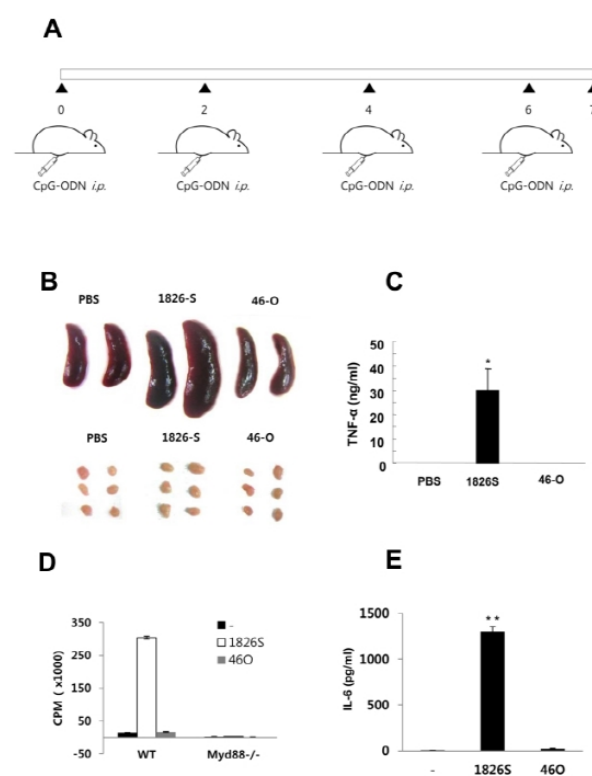 A
0 2 4 6 7
CpG-ODN i.p. CpG-ODN i.p. CpG-ODN i.p. CpG-ODN i.p.
B
PBS 1826-S 46-O
PBS 1826-S 46-O
C
TNF-α (ng/ml)
50
40
30
20
10
0
*
PBS 1826S 46-O
D
CPM ( x1000)
350
250
150
50
-50
-
1826S
46O
WT Myd88-/-
E
IL-6 (pg/ml)
1500
1000
500
0
**
- 1826S 46O